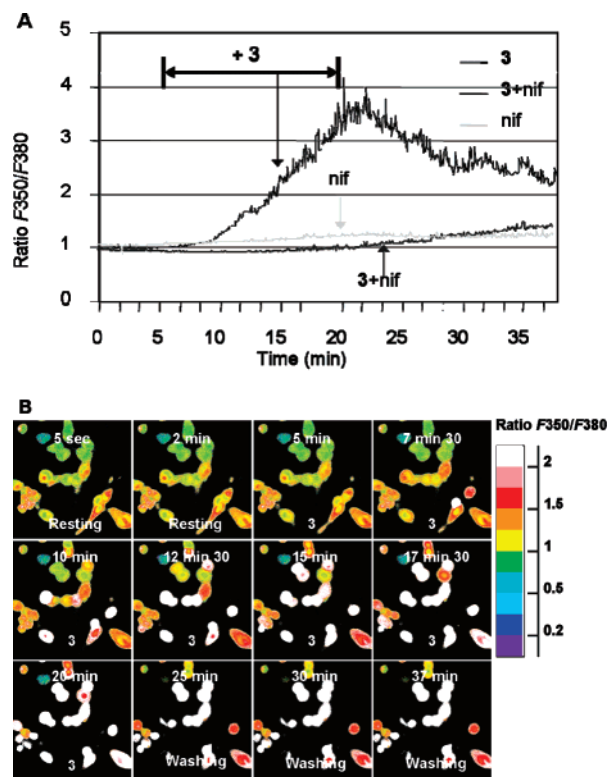 A
5
4
3
2
1
0
Ratio F350/F380
+ 3
3
3+nif
nif
nif
3+nif
0 5 10 15 20 25 30 35
Time (min)
B
Ratio F350/F380
5 sec 2 min 5 min 7 min 30
Resting Resting 3 3
10 min 12 min 30 15 min 17 min 30
3 3 3 3
20 min 25 min 30 min 37 min
3 Washing Washing Washing
2
1.5
1
0.5
0.2